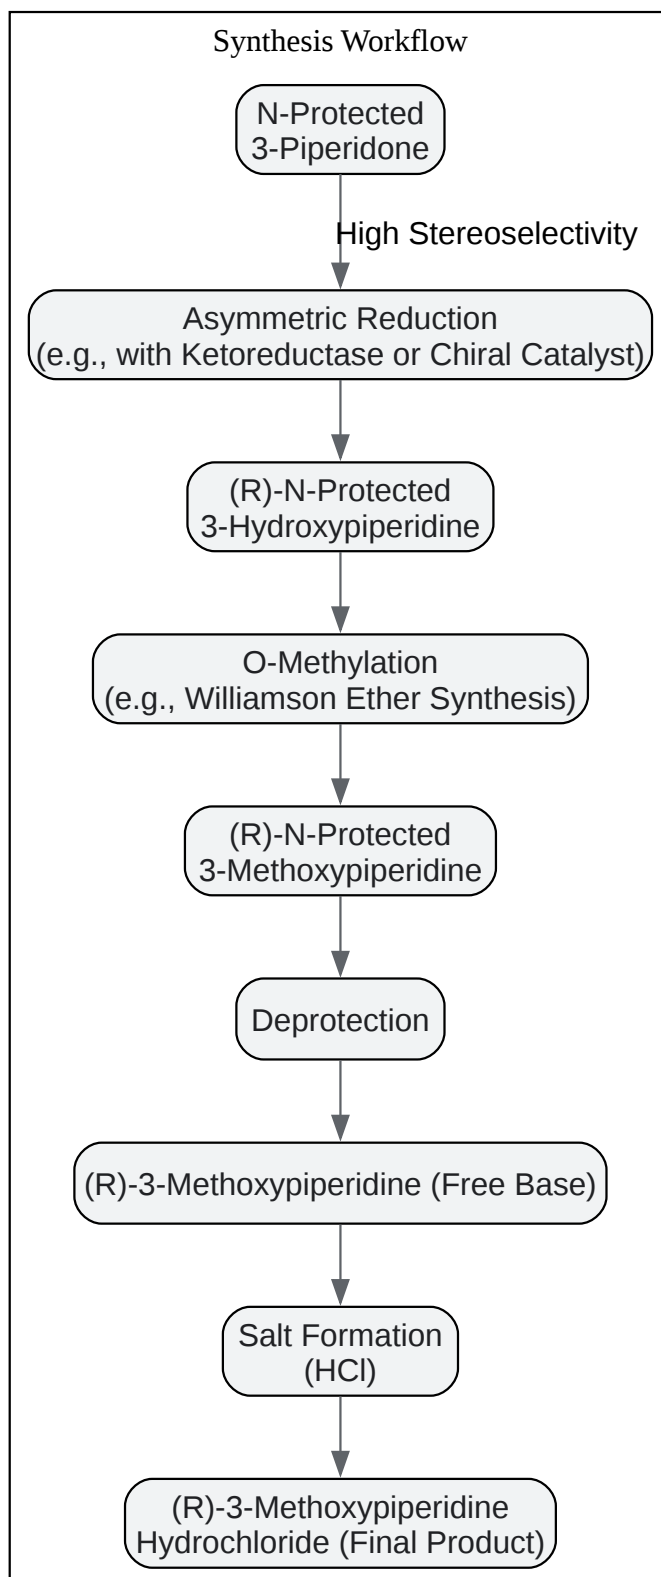 Synthesis Workflow
N-Protected
3-Piperidone
High Stereoselectivity
Asymmetric Reduction
(e.g., with Ketoreductase or Chiral Catalyst)
(R)-N-Protected
3-Hydroxypiperidine
O-Methylation
(e.g., Williamson Ether Synthesis)
(R)-N-Protected
3-Methoxypiperidine
Deprotection
(R)-3-Methoxypiperidine (Free Base)
Salt Formation
(HCl)
(R)-3-Methoxypiperidine
Hydrochloride (Final Product)